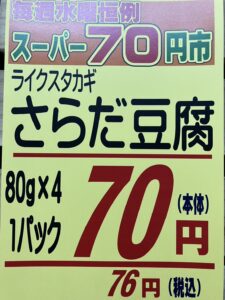 毎週水曜恒例
スーパー70円市
ライクスタカギ
さらだ豆腐
80g×4
1パック
70円(本体)
76円(税込)